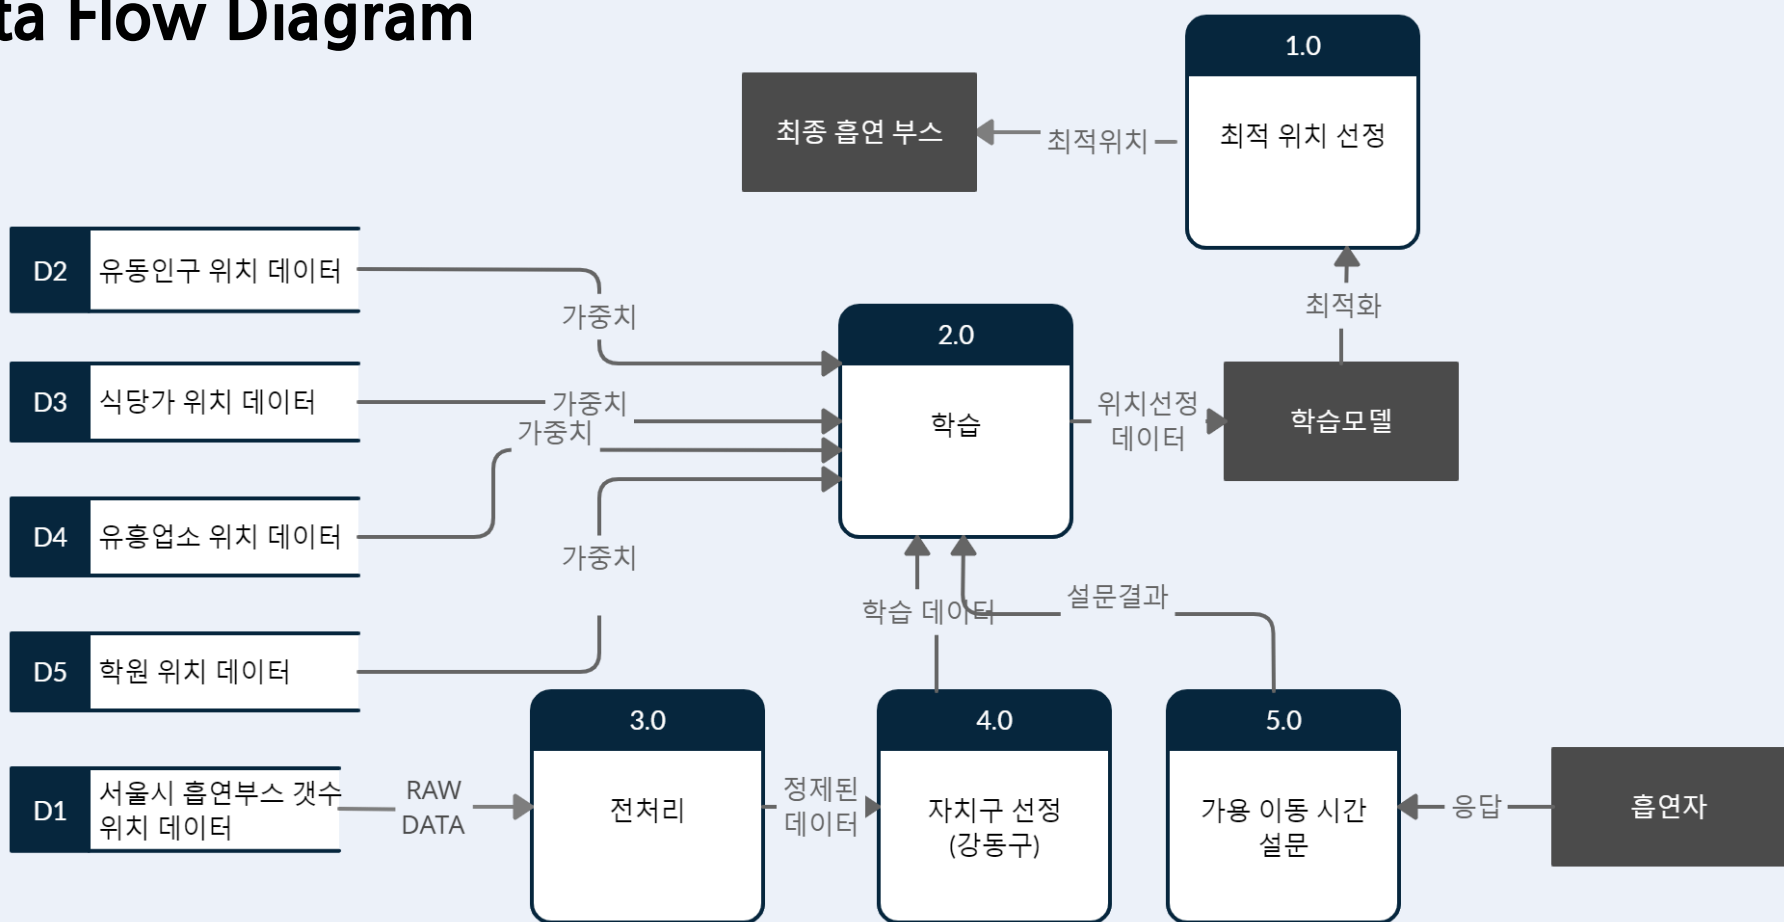 ta Flow Diagram
1.0
최적 위치 선정
최종 흡연 부스
최적위치
D2
유동인구 위치 데이터
가중치
최적화
2.0
학습
D3
식당가 위치 데이터
가중치
가중치
위치선정
데이터
학습모델
D4
유흥업소 위치 데이터
가중치
학습 데이터
설문결과
D5
학원 위치 데이터
3.0
전처리
4.0
자치구 선정
(강동구)
5.0
가용 이동 시간
설문
D1
서울시 흡연부스 갯수
위치 데이터
RAW
DATA
정제된
데이터
응답
흡연자